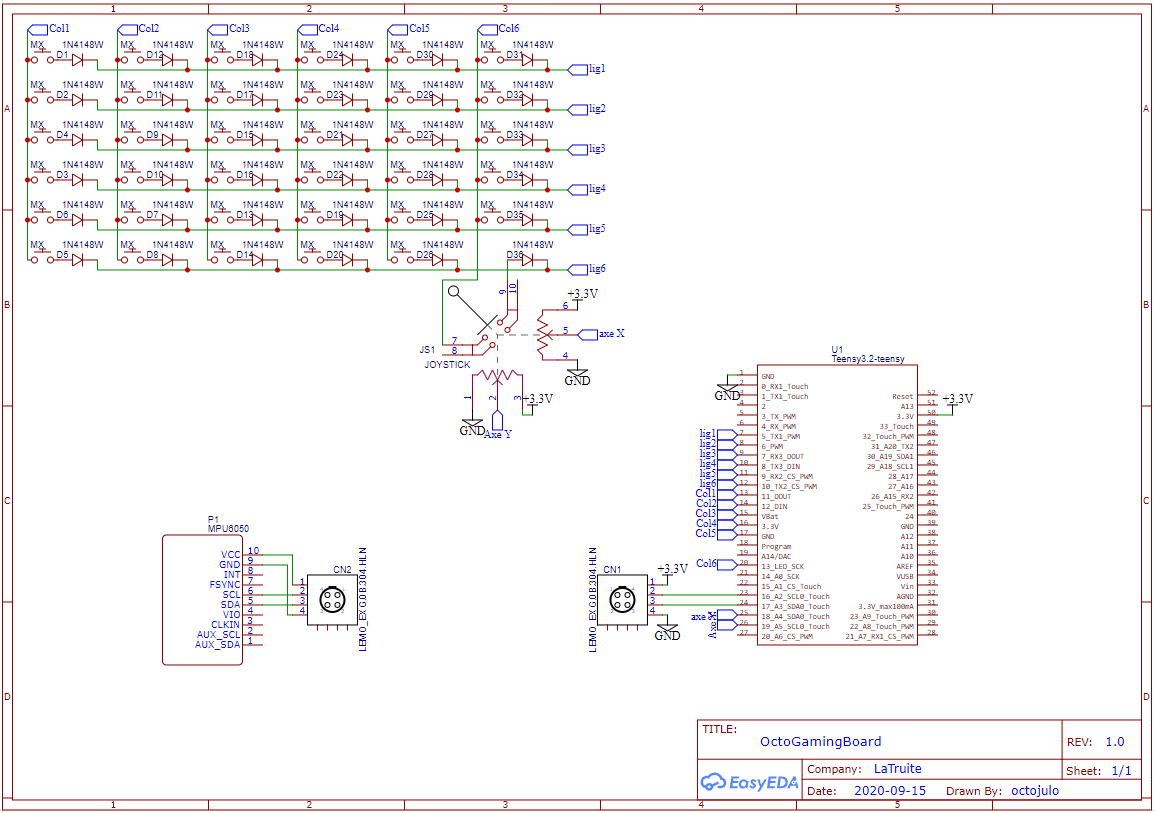 1 2 3 4 5
Col1 Col2 Col3 Col4 Col5 Col6
MX 1N4148W MX 1N4148W MX 1N4148W MX 1N4148W MX 1N4148W MX 1N4148W
D1 D12 D18 D24 D30 D31
lig1
MX 1N4148W MX 1N4148W MX 1N4148W MX 1N4148W MX 1N4148W MX 1N4148W
D2 D11 D17 D23 D29 D32
A lig2 A
MX 1N4148W MX 1N4148W MX 1N4148W MX 1N4148W MX 1N4148W MX 1N4148W
D4 D9 D15 D21 D27 D33
lig3
MX 1N4148W MX 1N4148W MX 1N4148W MX 1N4148W MX 1N4148W MX 1N4148W
D3 D10 D16 D22 D28 D34
lig4
MX 1N4148W MX 1N4148W MX 1N4148W MX 1N4148W MX 1N4148W MX 1N4148W
D6 D7 D13 D19 D25 D35
lig5
MX 1N4148W MX 1N4148W MX 1N4148W MX 1N4148W MX 1N4148W 1N4148W
D5 D8 D14 D20 D26 D36
lig6
B B
9 10
+3.3V
6
5 axe X
4
GND
7
8
JS1
JOYSTICK
1 2 3
+3.3V
GND
Axe Y
U1
Teensy3.2-teensy
1 GND
GND
2 0_RX1_Touch
3 1_TX1_Touch
4 2
5 3_TX_PWM
6 4_RX_PWM
lig1 7 5_TX1_PWM
lig2 8 6_PWM
lig3 9 7_RX3_DOUT
lig4 10 8_TX3_DIN
lig5 11 9_RX2_CS_PWM
lig6 12 10_TX2_CS_PWM
Col1 13 11_DOUT
Col2 14 12_DIN
Col3 15 VBat
Col4 16 3.3V
Col5 17 GND
18 Program
19 A14/DAC
Col6 20 13_LED_SCK
21 14_A0_SCK
22 15_A1_CS_Touch
23 16_A2_SCL0_Touch
24 17_A3_SDA0_Touch
axe X 25 18_A4_SDA0_Touch
Axe Y 26 19_A5_SCL0_Touch
27 20_A6_CS_PWM
Reset 52
A13 51
3.3V 50
+3.3V
33_Touch 49
32_Touch_PWM 48
31_A20_TX2 47
30_A19_SDA1 46
29_A18_SCL1 45
28_A17 44
27_A16 43
26_A15_RX2 42
25_Touch_PWM 41
24 40
GND 39
A12 38
A11 37
A10 36
AREF 35
VUSB 34
Vin 33
AGND 32
3.3V_max100mA 31
23_A9_Touch_PWM 30
22_A8_Touch_PWM 29
21_A7_RX1_CS_PWM 28
C C
P1
MPU6050
VCC 10
GND 9
INT 8
FSYNC 7
SCL 6
SDA 5
VIO 4
CLKIN 3
AUX_SCL 2
AUX_SDA 1
CN2
1
2
3
4
LEMO_EXG.0B.304.HLN
LEMO_EXG.0B.304.HLN
CN1
1
2
3
4
+3.3V
GND
D D
TITLE:
OctoGamingBoard
REV: 1.0
EasyEDA
Company: LaTruite
Sheet: 1/1
Date: 2020-09-15 Drawn By: octojulo
1 2 3 4 5